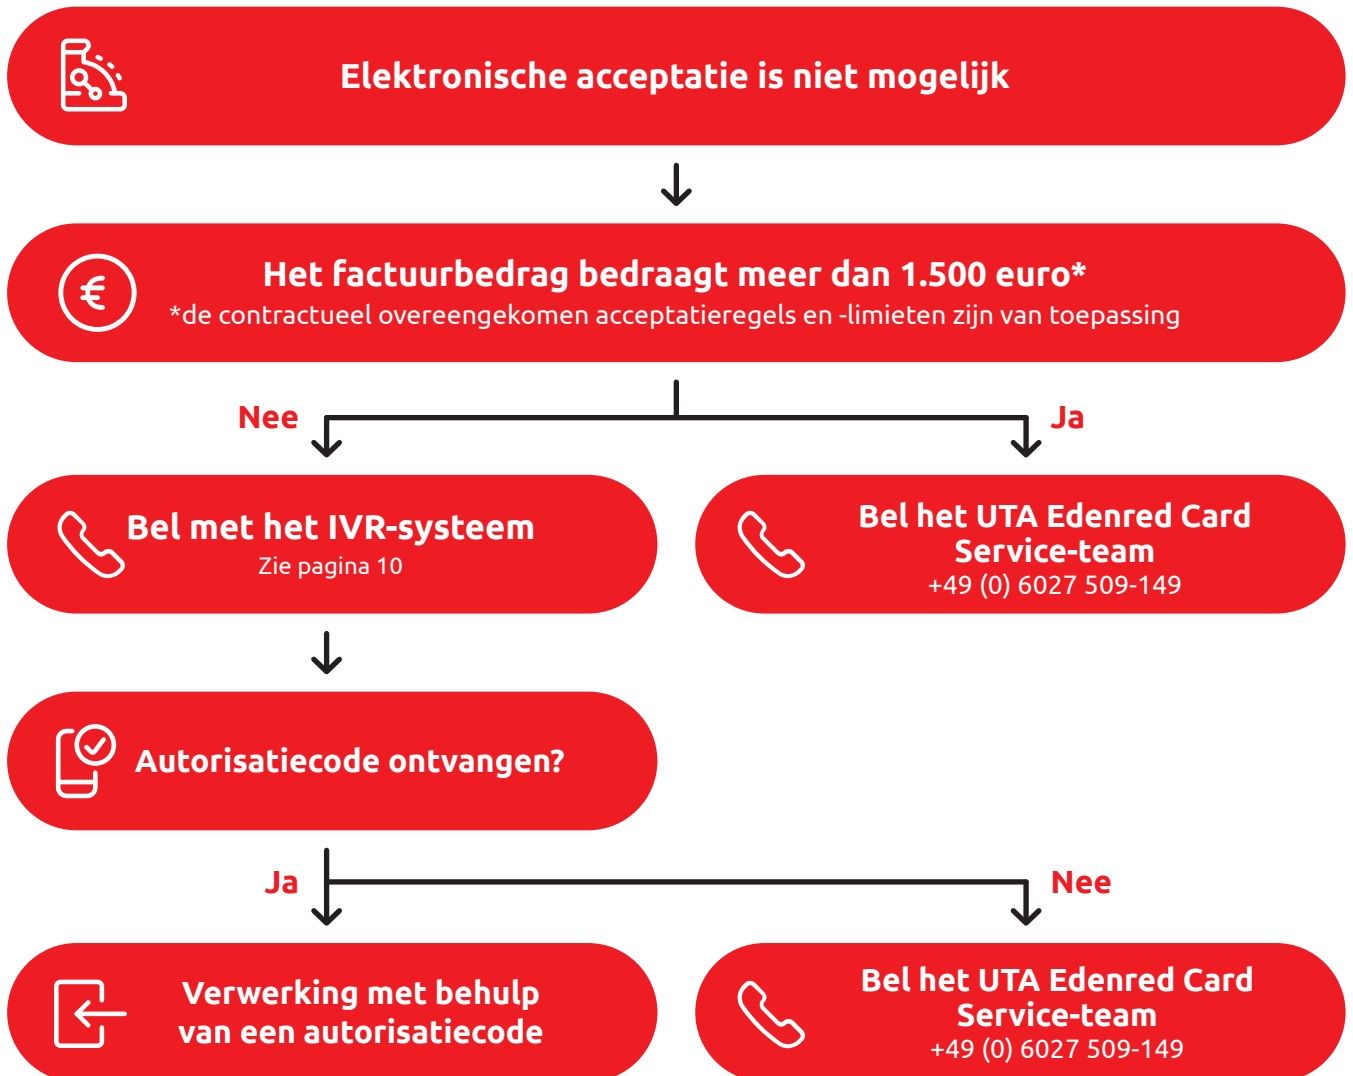 Elektronische acceptatie is niet mogelijk
Het factuurbedrag bedraagt meer dan 1.500 euro*
*de contractueel overeengekomen acceptatieregels en -limieten zijn van toepassing
Nee
Ja
Bel met het IVR-systeem
Zie pagina 10
Bel het UTA Edenred Card
Service-team
+49 (0) 6027 509-149
Autorisatiecode ontvangen?
Ja
Nee
Verwerking met behulp
van een autorisatiecode
Bel het UTA Edenred Card
Service-team
+49 (0) 6027 509-149